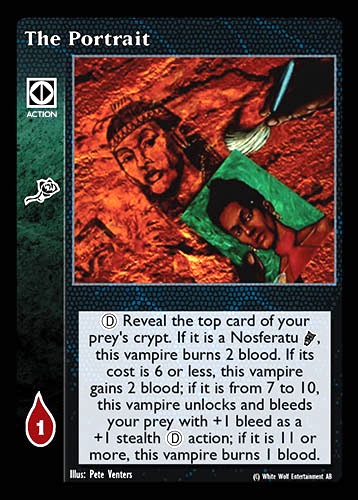 The Portrait
ACTION
Ⓓ Reveal the top card of your
prey's crypt. If it is a Nosferatu ,
this vampire burns 2 blood. If its
cost is 6 or less, this vampire
gains 2 blood; if it is from 7 to 10,
this vampire unlocks and bleeds
your prey with +1 bleed as a
+1 stealth Ⓓ action; if it is 11 or
more, this vampire burns 1 blood.
1
Illus: Pete Venters
(C) White Wolf Entertainment AB